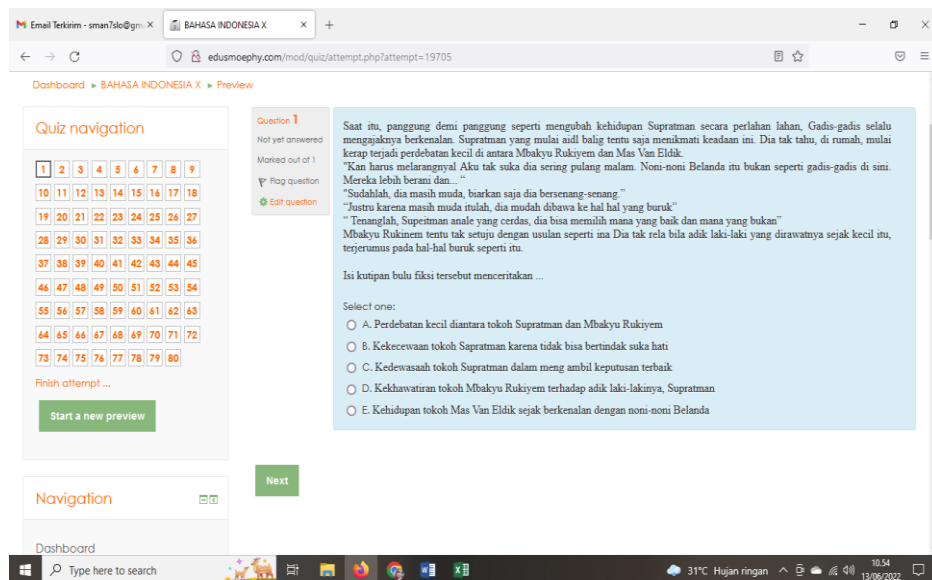 Email Terkirim - sman7slo@gm
BAHASA INDONESIA X
edusmoephy.com/mod/quiz/attempt.php?attempt=19705
Dashboard ▸ BAHASA INDONESIA X ▸ Preview
Quiz navigation
1 2 3 4 5 6 7 8 9
10 11 12 13 14 15 16 17 18
19 20 21 22 23 24 25 26 27
28 29 30 31 32 33 34 35 36
37 38 39 40 41 42 43 44 45
46 47 48 49 50 51 52 53 54
55 56 57 58 59 60 61 62 63
64 65 66 67 68 69 70 71 72
73 74 75 76 77 78 79 80
Finish attempt ...
Start a new preview
Question 1
Not yet answered
Marked out of 1
Flag question
Edit question
Saat itu, panggung demi panggung seperti mengubah kehidupan Supratman secara perlahan lahan, Gadis-gadis selalu
mengajaknya berkenalan. Supratman yang mulai aidl balig tentu saja menikmati keadaan ini. Dia tak tahu, di rumah, mulai
kerap terjadi perdebatan kecil di antara Mbakyu Rukiyem dan Mas Van Eldik.
"Kan harus melarangnyal Aku tak suka dia sering pulang malam. Noni-noni Belanda itu bukan seperti gadis-gadis di sini.
Mereka lebih berani dan... "
"Sudahlah, dia masih muda, biarkan saja dia bersenang-senang."
"Justru karena masih muda itulah, dia mudah dibawa ke hal hal yang buruk"
" Tenanglah, Supeitman anale yang cerdas, dia bisa memilih mana yang baik dan mana yang bukan"
Mbakyu Rukinem tentu tak setuju dengan usulan seperti ina Dia tak rela bila adik laki-laki yang dirawatnya sejak kecil itu,
terjerumus pada hal-hal buruk seperti itu.
Isi kutipan bulu fiksi tersebut menceritakan ...
Select one:
A. Perdebatan kecil diantara tokoh Supratman dan Mbakyu Rukiyem
B. Kekecewaan tokoh Sapratman karena tidak bisa bertindak suka hati
C. Kedewasaah tokoh Supratman dalam meng ambil keputusan terbaik
D. Kekhawatiran tokoh Mbakyu Rukiyem terhadap adik laki-lakinya, Supratman
E. Kehidupan tokoh Mas Van Eldik sejak berkenalan dengan noni-noni Belanda
Next
Navigation
Dashboard
Type here to search
31°C Hujan ringan
10.54
13/06/2022